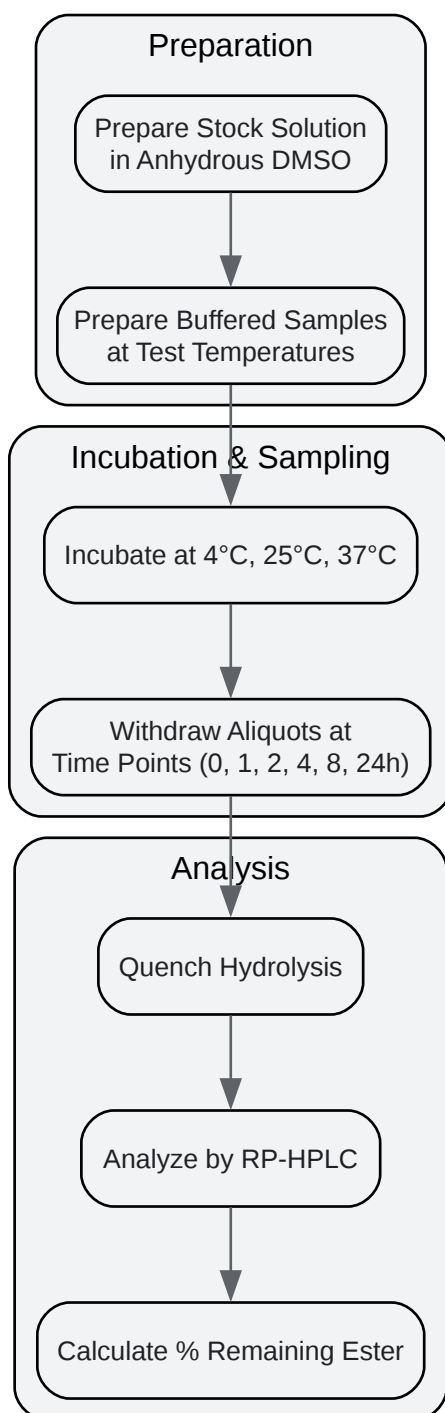 Preparation
Prepare Stock Solution
in Anhydrous DMSO
Prepare Buffered Samples
at Test Temperatures
Incubation & Sampling
Incubate at 4°C, 25°C, 37°C
Withdraw Aliquots at
Time Points (0, 1, 2, 4, 8, 24h)
Analysis
Quench Hydrolysis
Analyze by RP-HPLC
Calculate % Remaining Ester